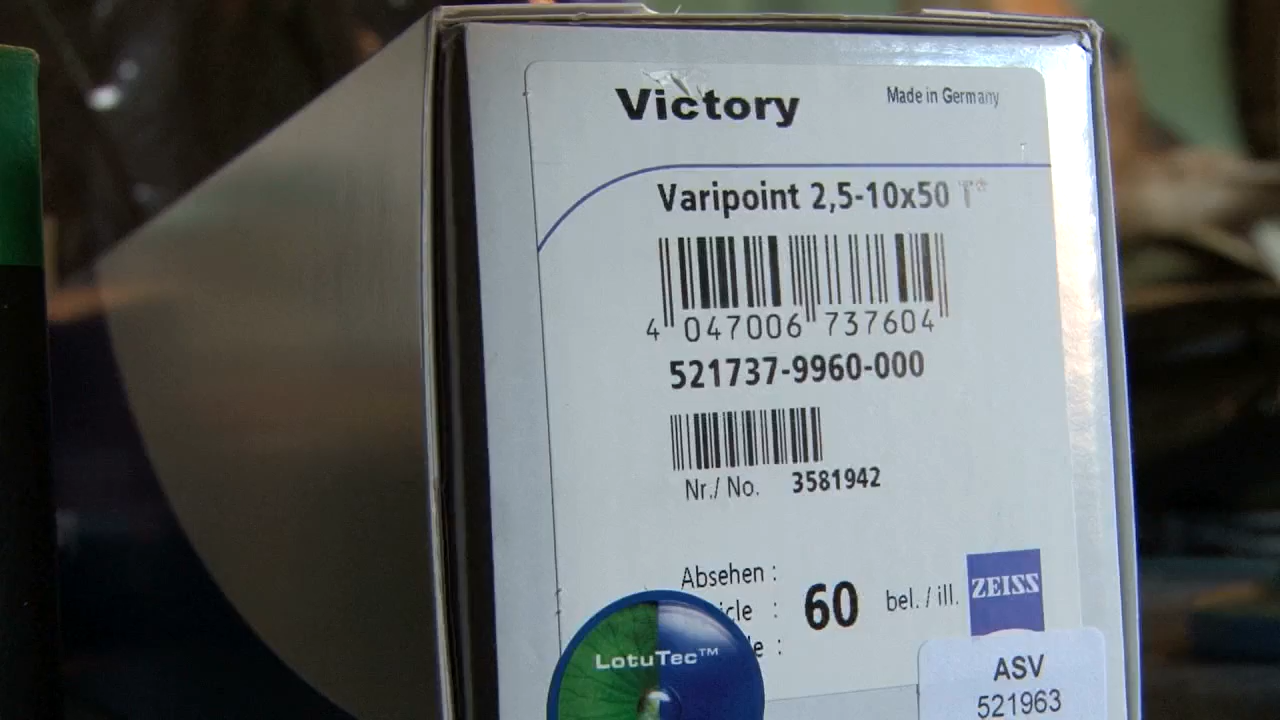 Victory
Made in Germany
Varipoint 2,5-10x50 T*
4 047006 737604
521737-9960-000
Nr./ No. 3581942
Absehen :
icle :
60
bel. / ill.
e :
ZEISS
LotuTec™
ASV
521963